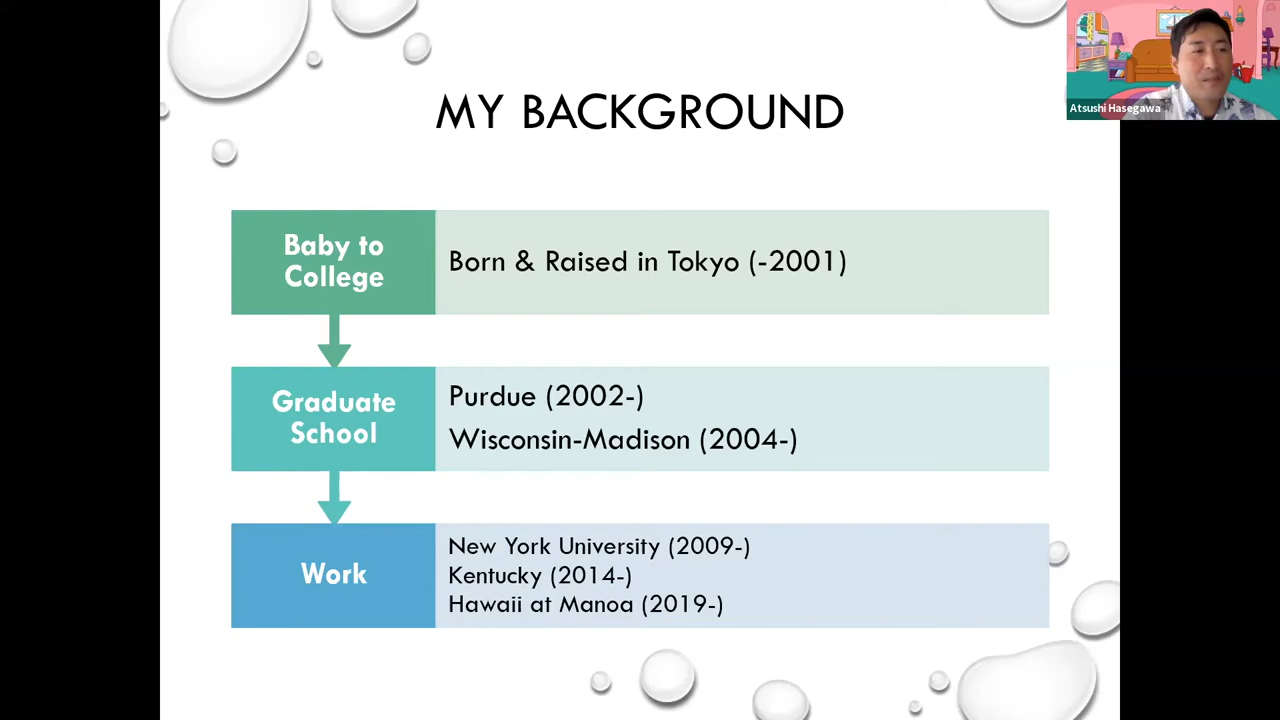 Atsushi Hasegawa
MY BACKGROUND
Baby to
College
Born & Raised in Tokyo (-2001)
Graduate
School
Purdue (2002-)
Wisconsin-Madison (2004-)
Work
New York University (2009-)
Kentucky (2014-)
Hawaii at Manoa (2019-)